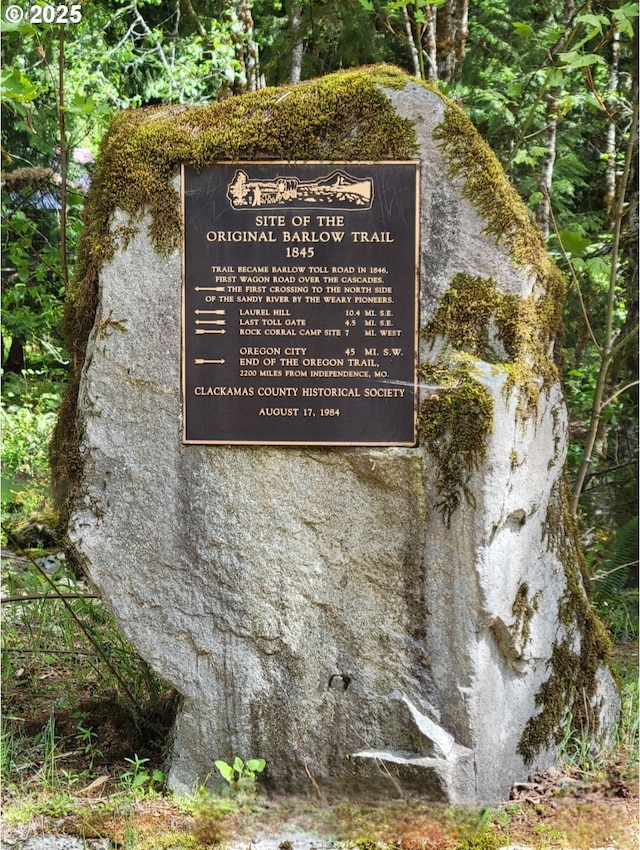 © 2025
SITE OF THE
ORIGINAL BARLOW TRAIL
1845
TRAIL BECAME BARLOW TOLL ROAD IN 1846,
FIRST WAGON ROAD OVER THE CASCADES.
THE FIRST CROSSING TO THE NORTH SIDE
OF THE SANDY RIVER BY THE WEARY PIONEERS.
LAUREL HILL 10.4 MI. S.E.
LAST TOLL GATE 4.5 MI. S.E.
ROCK CORRAL CAMP SITE 7 MI. WEST
OREGON CITY 45 MI. S.W.
END OF THE OREGON TRAIL,
2200 MILES FROM INDEPENDENCE, MO.
CLACKAMAS COUNTY HISTORICAL SOCIETY
AUGUST 17, 1984